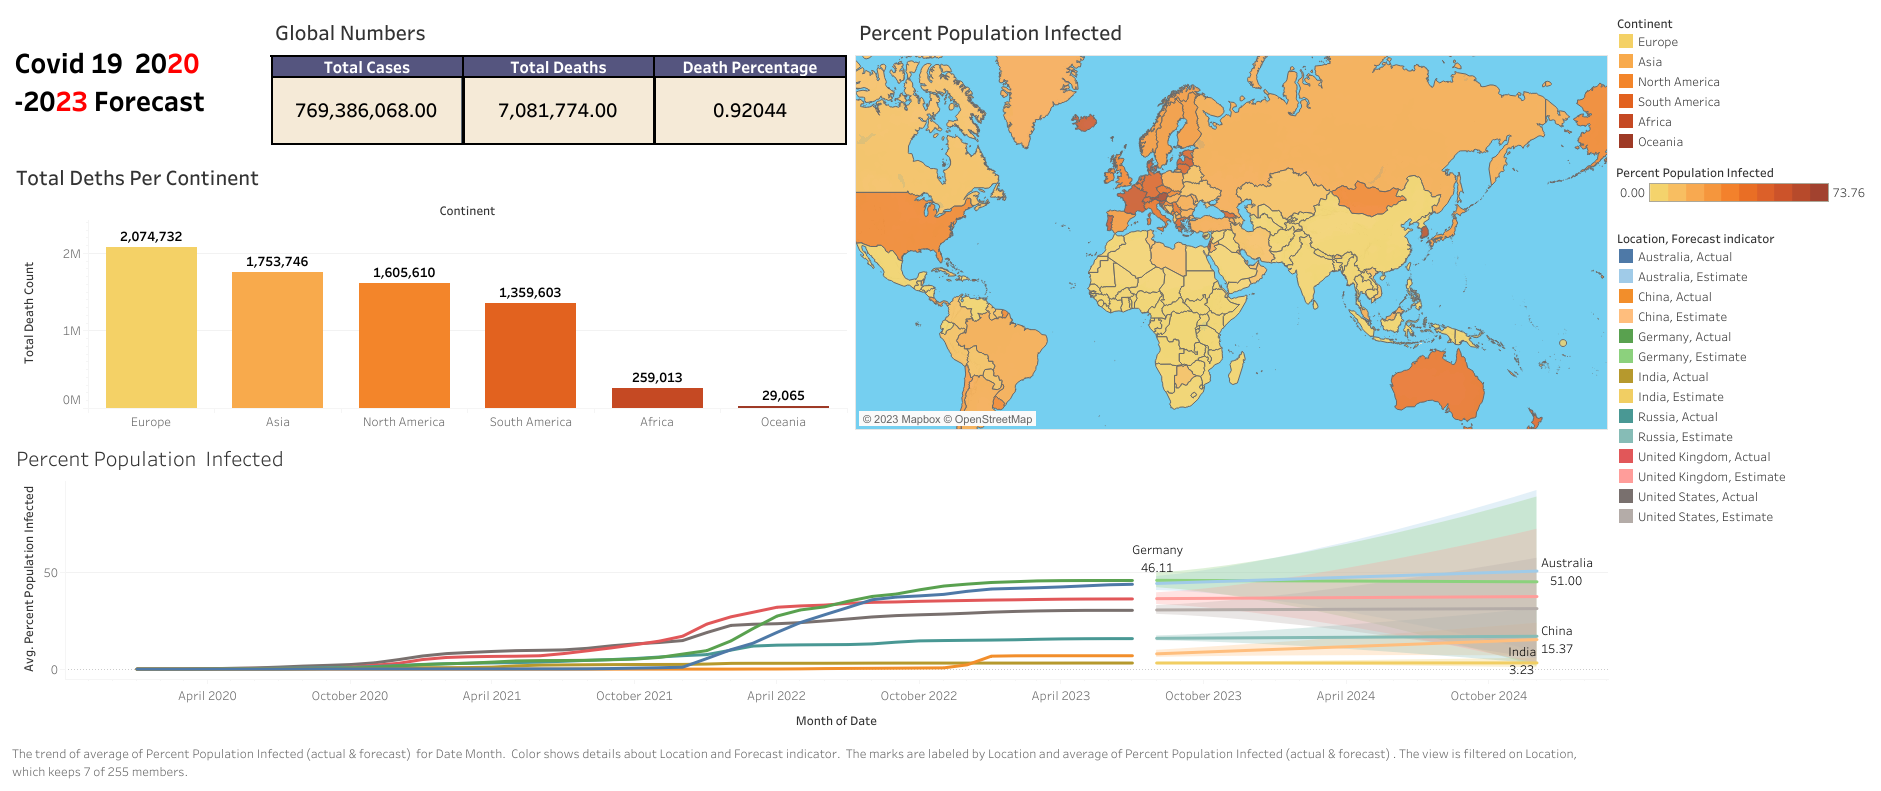 Covid 19 2020
-2023 Forecast
Global Numbers
Total Cases Total Deaths Death Percentage
769,386,068.00 7,081,774.00 0.92044
Total Deths Per Continent
Continent
Total Death Count
2M
1M
0M
2,074,732
1,753,746
1,605,610
1,359,603
259,013
29,065
Europe Asia North America South America Africa Oceania
Percent Population Infected
© 2023 Mapbox © OpenStreetMap
Continent
Europe
Asia
North America
South America
Africa
Oceania
Percent Population Infected
0.00 73.76
Location, Forecast indicator
Australia, Actual
Australia, Estimate
China, Actual
China, Estimate
Germany, Actual
Germany, Estimate
India, Actual
India, Estimate
Russia, Actual
Russia, Estimate
United Kingdom, Actual
United Kingdom, Estimate
United States, Actual
United States, Estimate
Percent Population Infected
Avg. Percent Population Infected
50
0
Germany
46.11
Australia
51.00
China
15.37
India
3.23
April 2020 October 2020 April 2021 October 2021 April 2022 October 2022 April 2023 October 2023 April 2024 October 2024
Month of Date
The trend of average of Percent Population Infected (actual & forecast) for Date Month. Color shows details about Location and Forecast indicator. The marks are labeled by Location and average of Percent Population Infected (actual & forecast) . The view is filtered on Location,
which keeps 7 of 255 members.